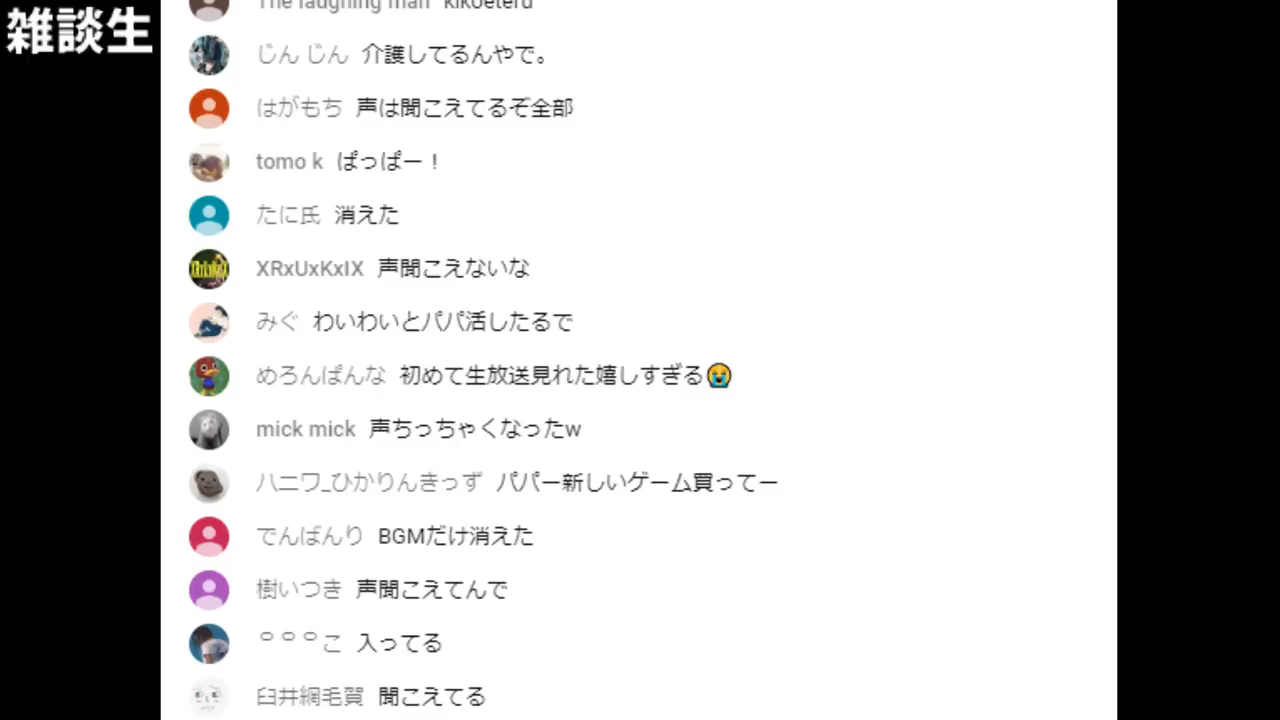 雑談生
The laughing man kikoeteru
じん じん 介護してるんやで。
はがもち 声は聞こえてるぞ全部
tomo k ぱっぱー！
たに氏 消えた
XRxUxKxIX 声聞こえないな
みぐ わいわいとパパ活したるで
めろんぱんな 初めて生放送見れた嬉しすぎる😭
mick mick 声ちっちゃくなったw
ハニワ_ひかりんきっず パパー新しいゲーム買ってー
でんばんり BGMだけ消えた
樹いつき 声聞こえてんで
こ 入ってる
臼井網毛賀 聞こえてる